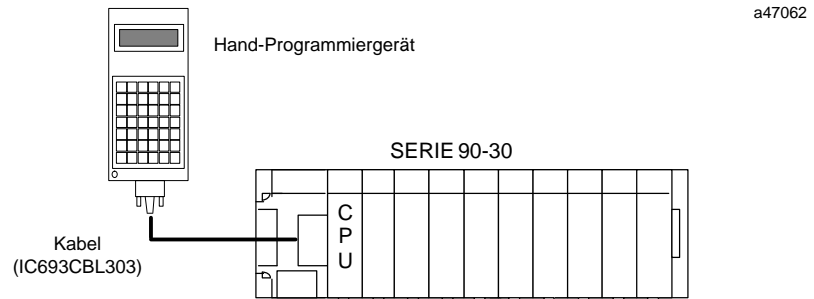 a47062
Hand-Programmiergerät
SERIE 90-30
C
P
U
Kabel
(IC693CBL303)